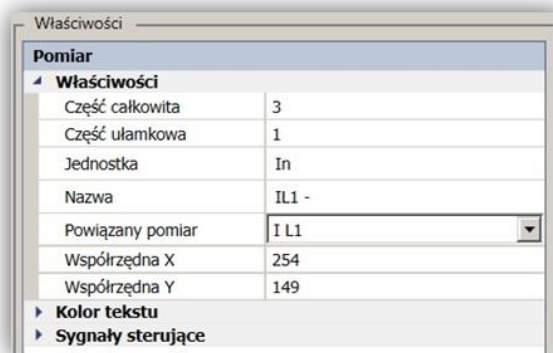 Właściwości
Pomiar
Właściwości
Część całkowita 3
Część ułamkowa 1
Jednostka In
Nazwa IL1 -
Powiązany pomiar I L1
Współrzędna X 254
Współrzędna Y 149
Kolor tekstu
Sygnały sterujące